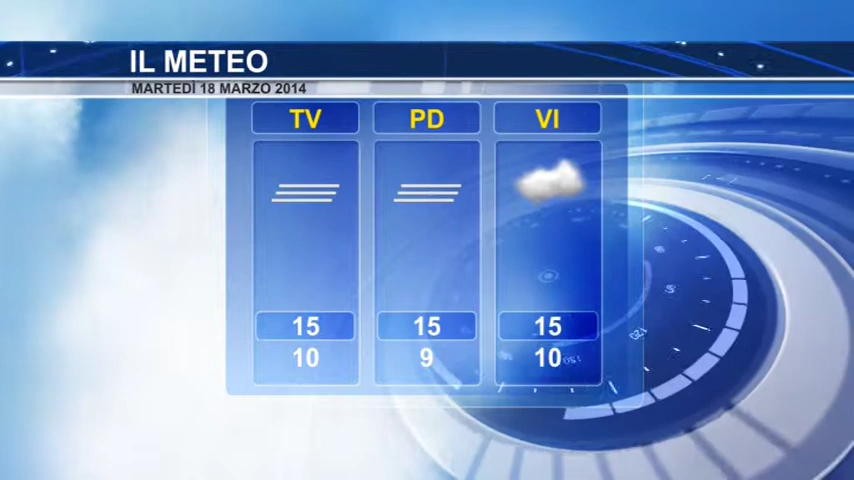 IL METEO
MARTEDÌ 18 MARZO 2014
TV PD VI
15 15 15
10 9 10